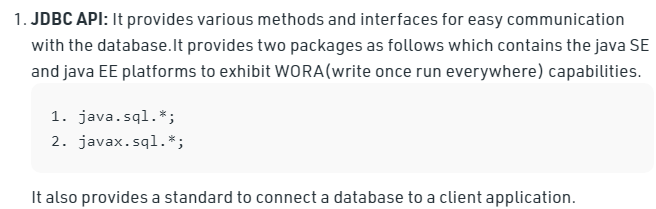 1. JDBC API: It provides various methods and interfaces for easy communication
with the database.It provides two packages as follows which contains the java SE
and java EE platforms to exhibit WORA(write once run everywhere) capabilities.
1. java.sql.*;
2. javax.sql.*;
It also provides a standard to connect a database to a client application.